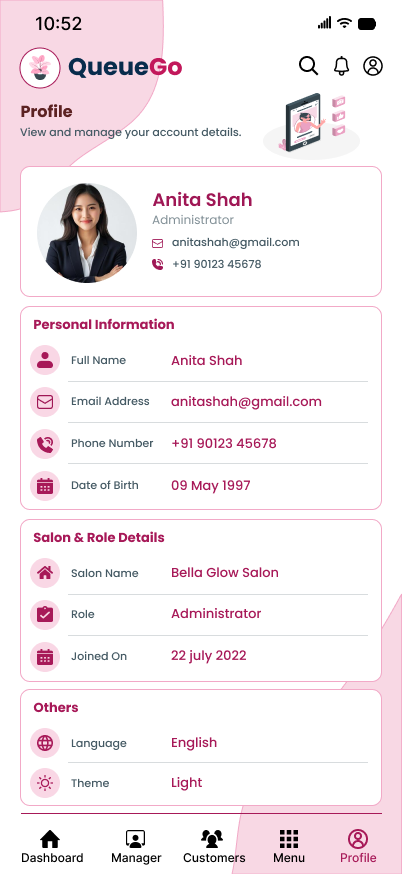 10:52
QueueGo
Profile
View and manage your account details.
Anita Shah
Administrator
anitashah@gmail.com
+91 90123 45678
Personal Information
Full Name Anita Shah
Email Address anitashah@gmail.com
Phone Number +91 90123 45678
Date of Birth 09 May 1997
Salon & Role Details
Salon Name Bella Glow Salon
Role Administrator
Joined On 22 july 2022
Others
Language English
Theme Light
Dashboard Manager Customers Menu Profile